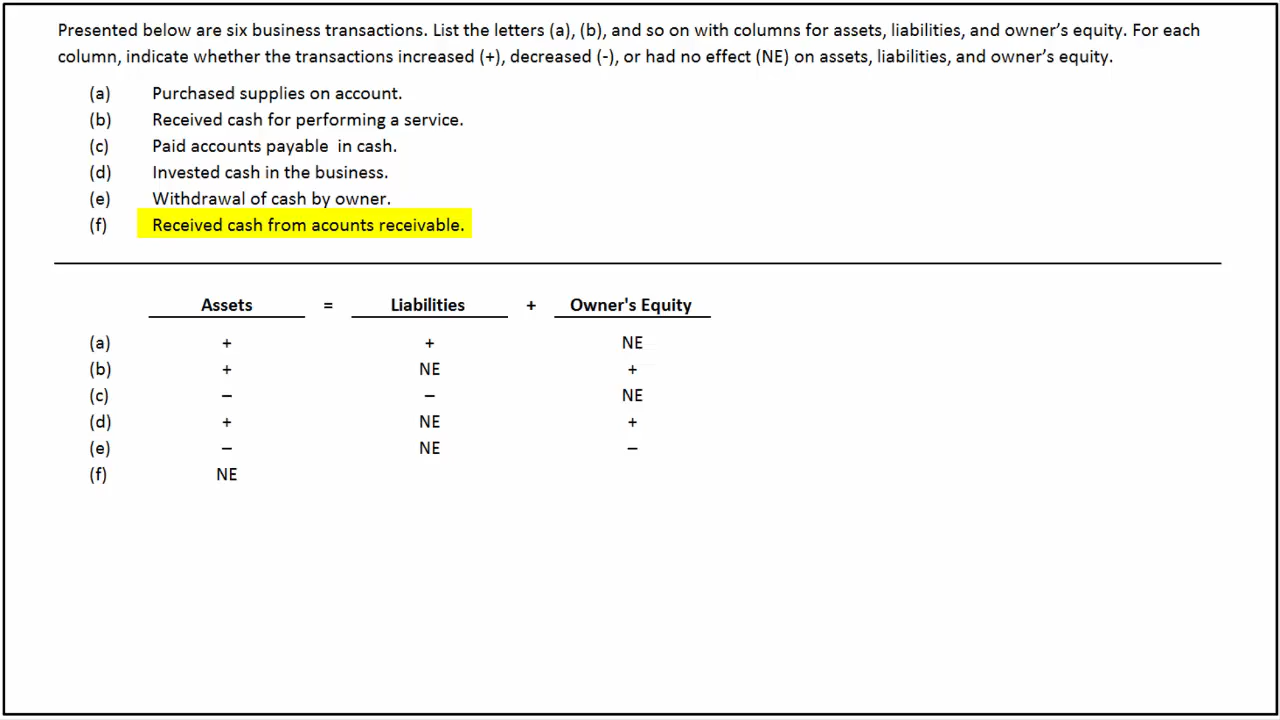 Presented below are six business transactions. List the letters (a), (b), and so on with columns for assets, liabilities, and owner’s equity. For each
column, indicate whether the transactions increased (+), decreased (-), or had no effect (NE) on assets, liabilities, and owner’s equity.
(a) Purchased supplies on account.
(b) Received cash for performing a service.
(c) Paid accounts payable in cash.
(d) Invested cash in the business.
(e) Withdrawal of cash by owner.
(f) Received cash from acounts receivable.
Assets = Liabilities + Owner's Equity
(a) + + NE
(b) + NE +
(c) – – NE
(d) + NE +
(e) – NE –
(f) NE